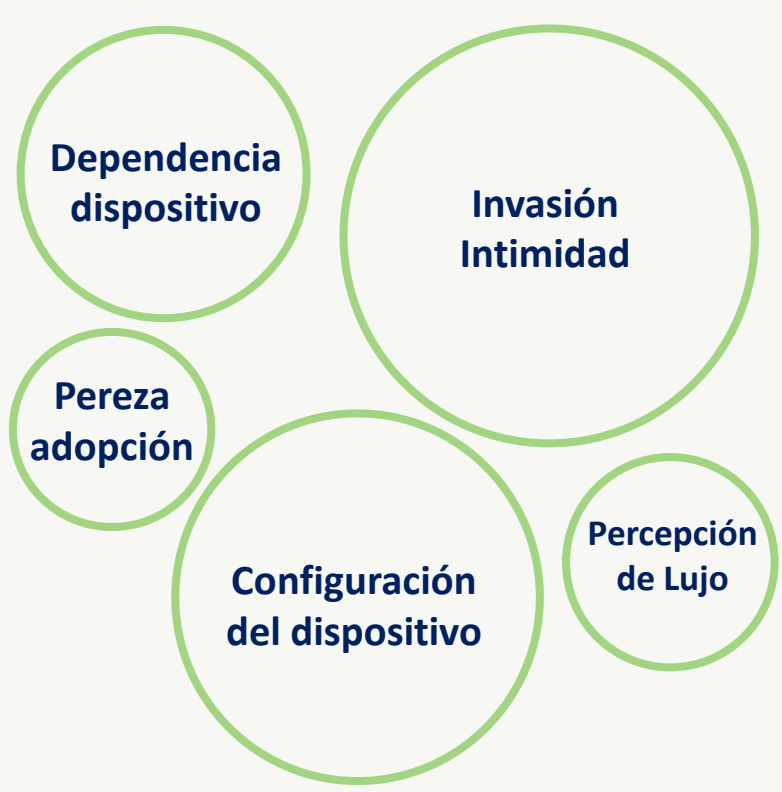 Dependencia
dispositivo
Invasión
Intimidad
Pereza
adopción
Configuración
del dispositivo
Percepción
de Lujo